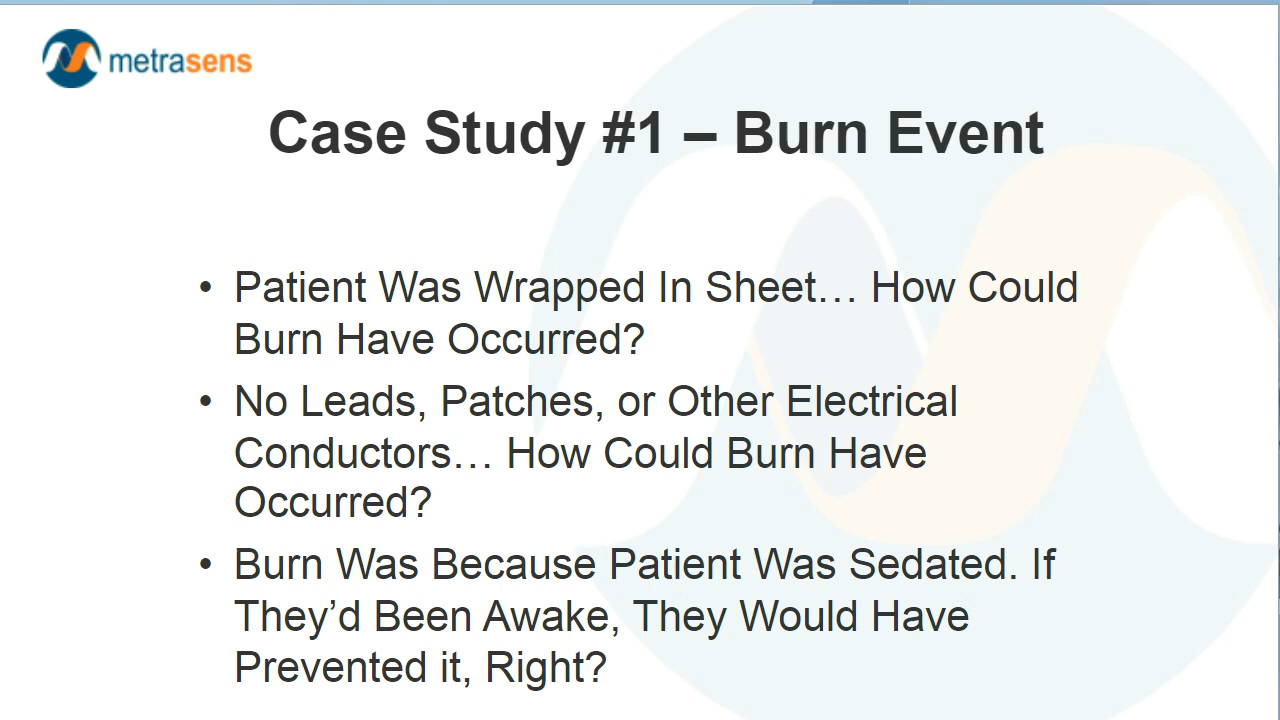 metrasens
Case Study #1 – Burn Event
• Patient Was Wrapped In Sheet… How Could
Burn Have Occurred?
• No Leads, Patches, or Other Electrical
Conductors… How Could Burn Have
Occurred?
• Burn Was Because Patient Was Sedated. If
They’d Been Awake, They Would Have
Prevented it, Right?